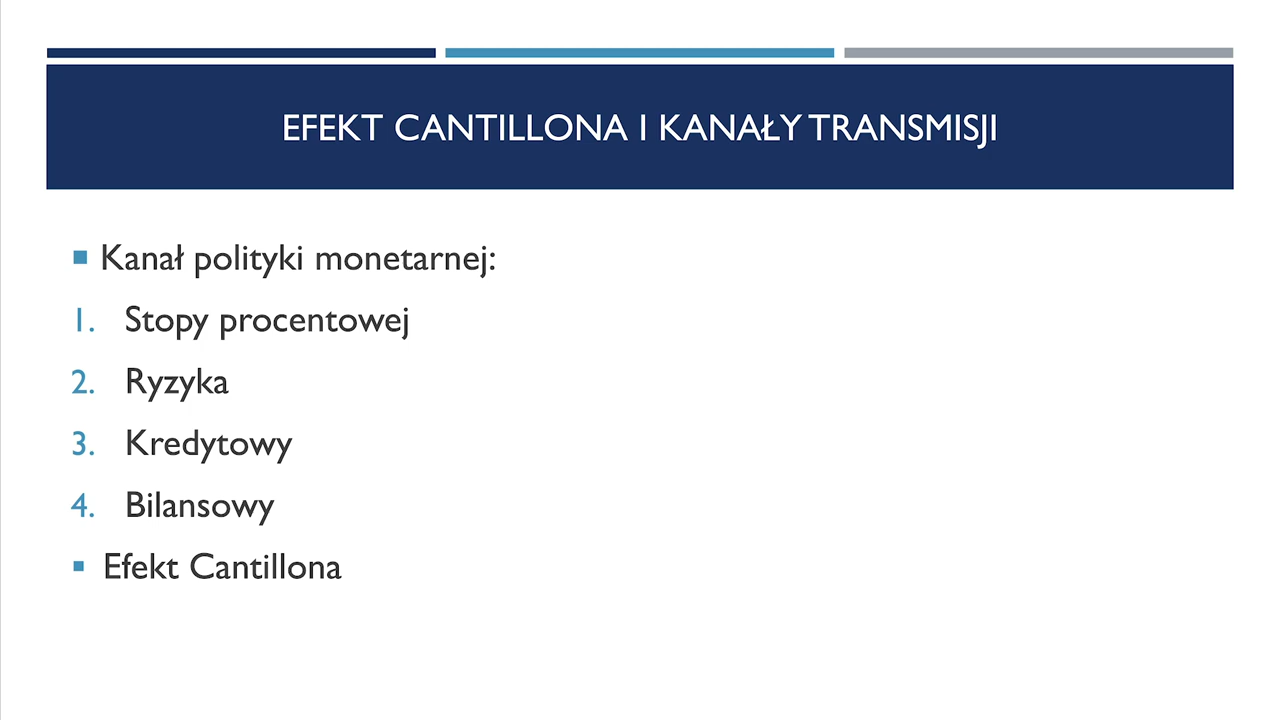 EFEKT CANTILLONA I KANAŁY TRANSMISJI
Kanał polityki monetarnej:
1. Stopy procentowej
2. Ryzyka
3. Kredytowy
4. Bilansowy
Efekt Cantillona